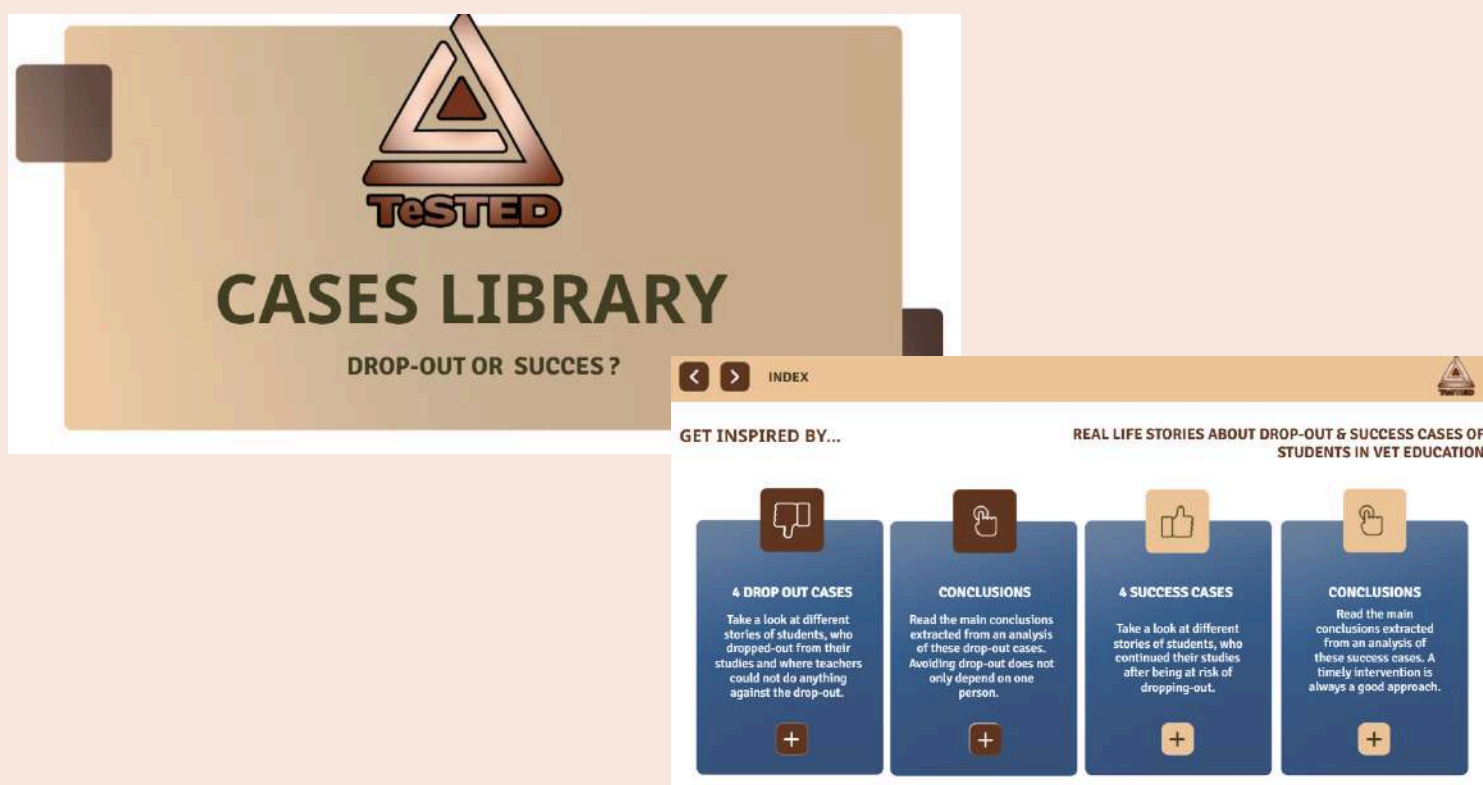 TeSTED
CASES LIBRARY
DROP-OUT OR SUCCES ?
INDEX
TeSTED
GET INSPIRED BY...
REAL LIFE STORIES ABOUT DROP-OUT & SUCCESS CASES OF
STUDENTS IN VET EDUCATION
4 DROP OUT CASES
Take a look at different
stories of students, who
dropped-out from their
studies and where teachers
could not do anything
against the drop-out.
CONCLUSIONS
Read the main conclusions
extracted from an analysis
of these drop-out cases.
Avoiding drop-out does not
only depend on one
person.
4 SUCCESS CASES
Take a look at different
stories of students, who
continued their studies
after being at risk of
dropping-out.
CONCLUSIONS
Read the main
conclusions extracted
from an analysis of
these success cases. A
timely intervention is
always a good approach.